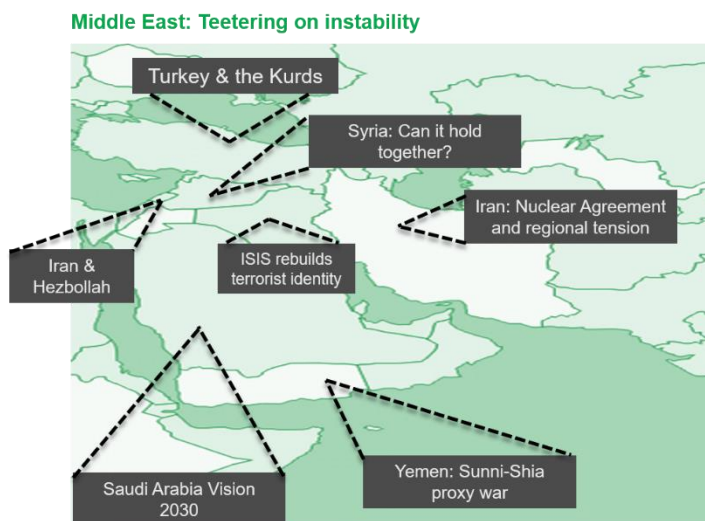 Middle East: Teetering on instability
Turkey & the Kurds
Syria: Can it hold
together?
Iran: Nuclear Agreement
and regional tension
Iran &
Hezbollah
ISIS rebuilds
terrorist identity
Saudi Arabia Vision
2030
Yemen: Sunni-Shia
proxy war